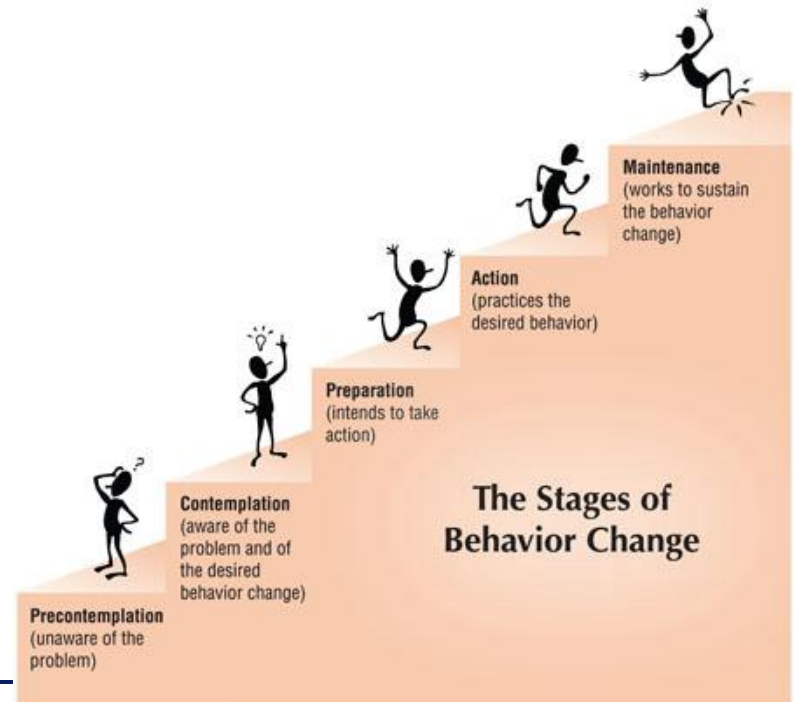 Precontemplation
(unaware of the
problem)
Contemplation
(aware of the
problem and of
the desired
behavior change)
Preparation
(intends to take
action)
Action
(practices the
desired behavior)
Maintenance
(works to sustain
the behavior
change)
The Stages of
Behavior Change
?